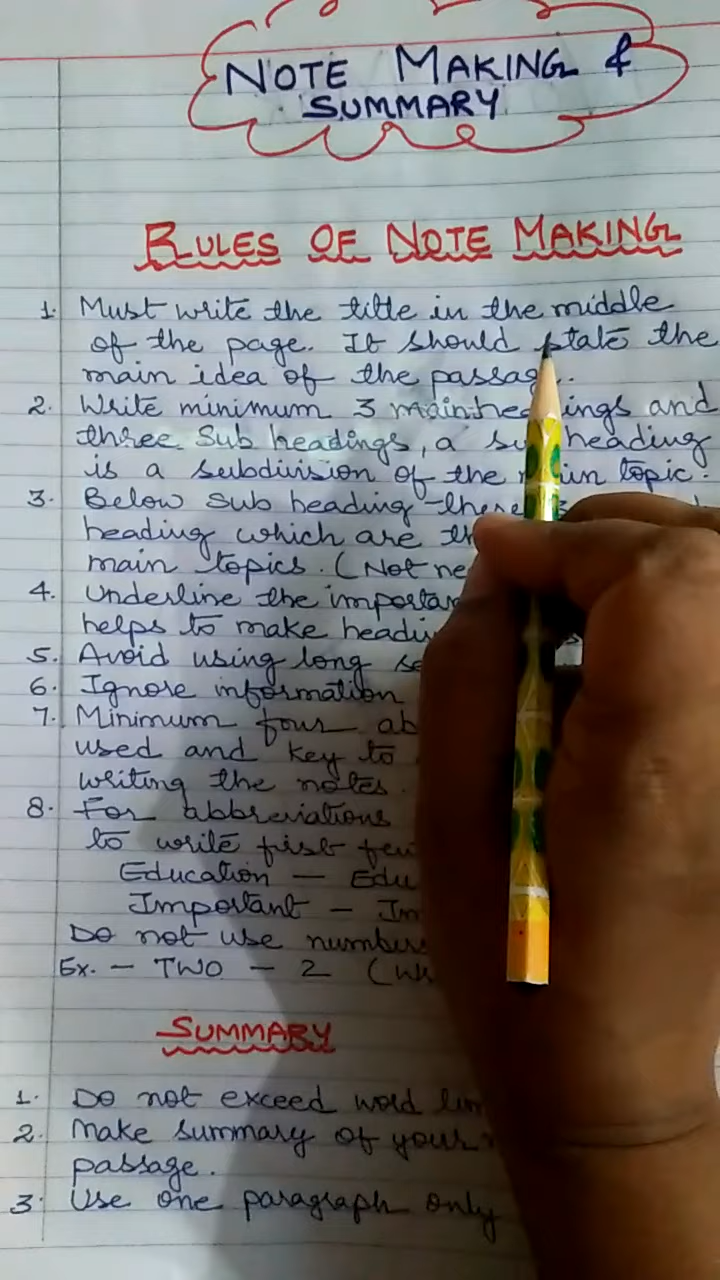 NOTE MAKING &
SUMMARY
RULES OF NOTE MAKING
1. Must write the title in the middle
of the page. It should state the
main idea of the passage.
2. Write minimum 3 main headings and
three sub headings, a sub heading
is a subdivision of the main topic.
3. Below sub heading there
heading which are
main topics. (Not
4. Underline the
helps to make
5. Avoid using long
6. Ignore information
7. Minimum four
used and key to
writing the notes.
8. For abbreviations
to write first
Education — Edu
Important —
Do not use numbers
Ex. — TWO — 2
SUMMARY
1. Do not exceed word
2. Make summary of your
passage.
3. Use one paragraph only